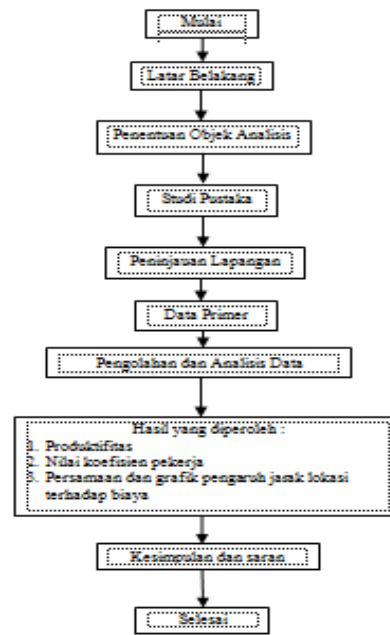 Mulai
Latar Belakang
Penentuan Objek Analisis
Studi Pustaka
Peninjauan Lapangan
Data Primer
Pengolahan dan Analisis Data
Hasil yang diperoleh :
1. Produktifitas
2. Nilai koefisien pekerja
3. Persamaan dan grafik pengaruh jarak lokasi
terhadap biaya
Kesimpulan dan saran
Selesai